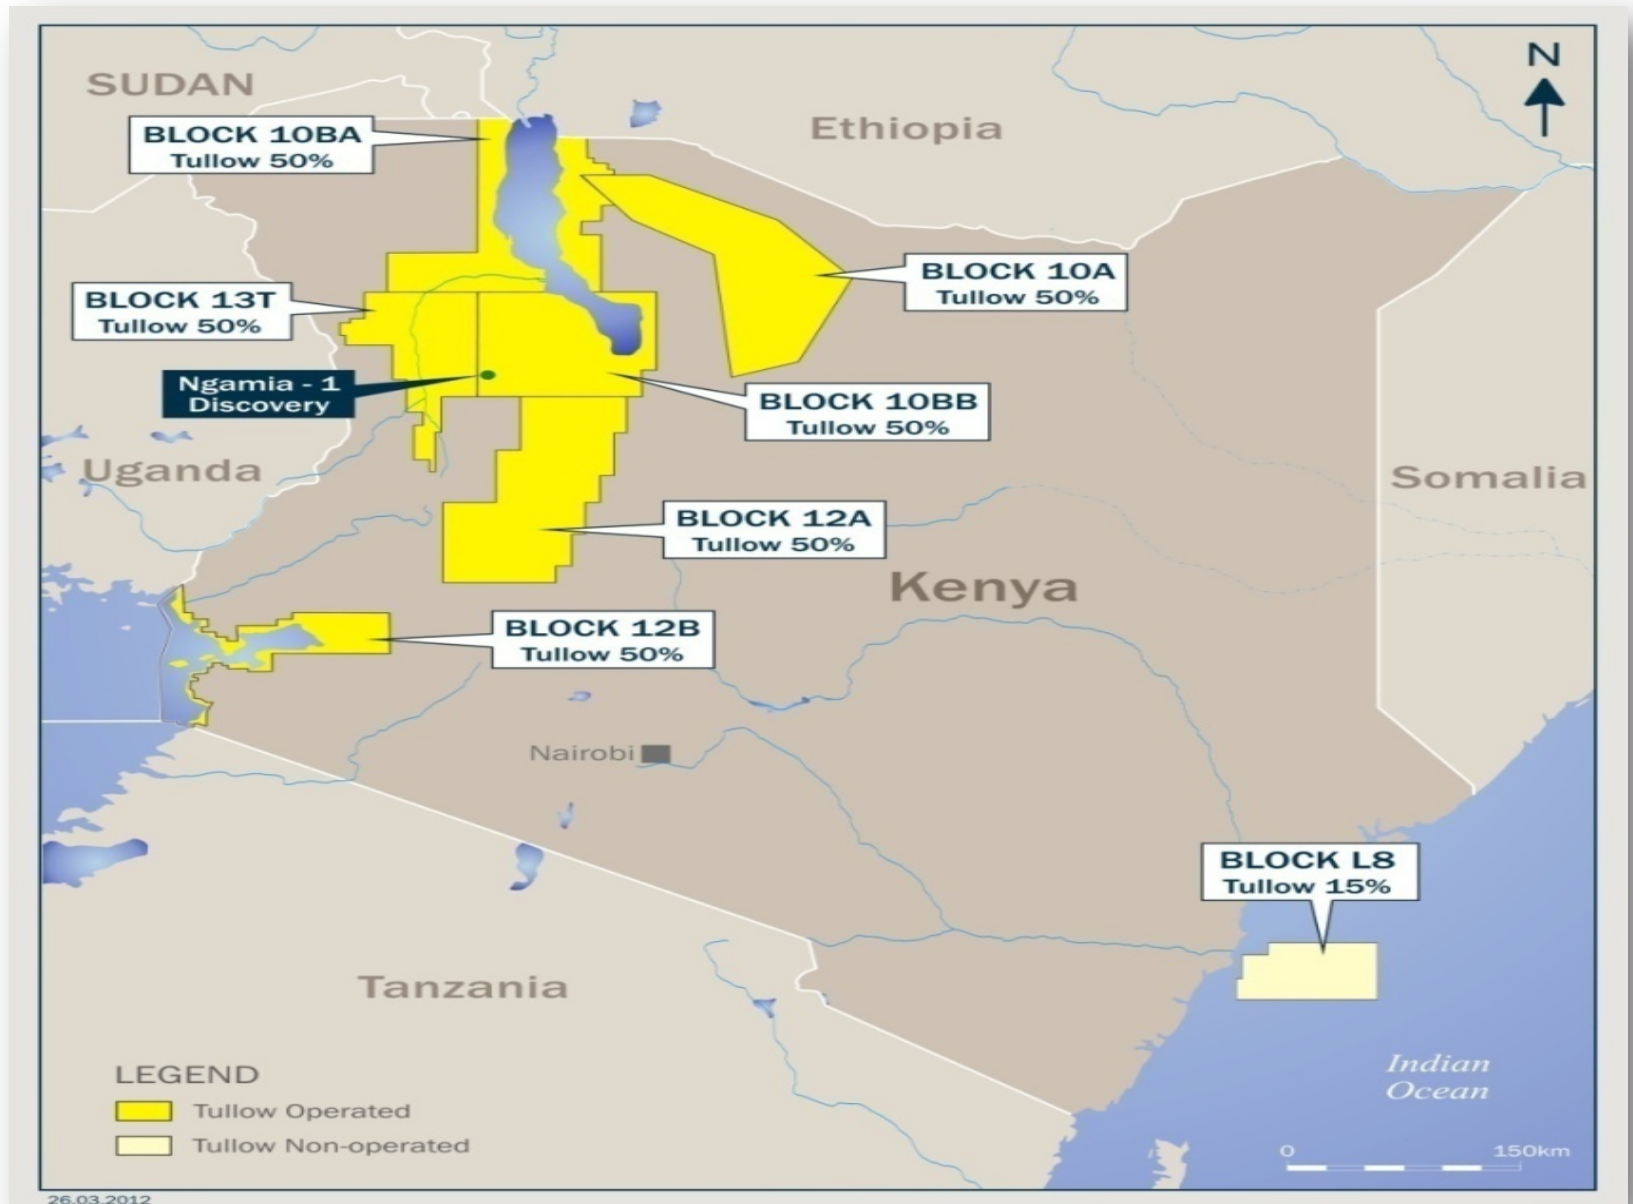 SUDAN
N
Ethiopia
BLOCK 10BA
Tullow 50%
BLOCK 10A
Tullow 50%
BLOCK 13T
Tullow 50%
Ngamia - 1
Discovery
BLOCK 10BB
Tullow 50%
Uganda
Somalia
BLOCK 12A
Tullow 50%
Kenya
BLOCK 12B
Tullow 50%
Nairobi
BLOCK L8
Tullow 15%
Tanzania
Indian
Ocean
LEGEND
Tullow Operated
Tullow Non-operated
0 150km
26.03.2012